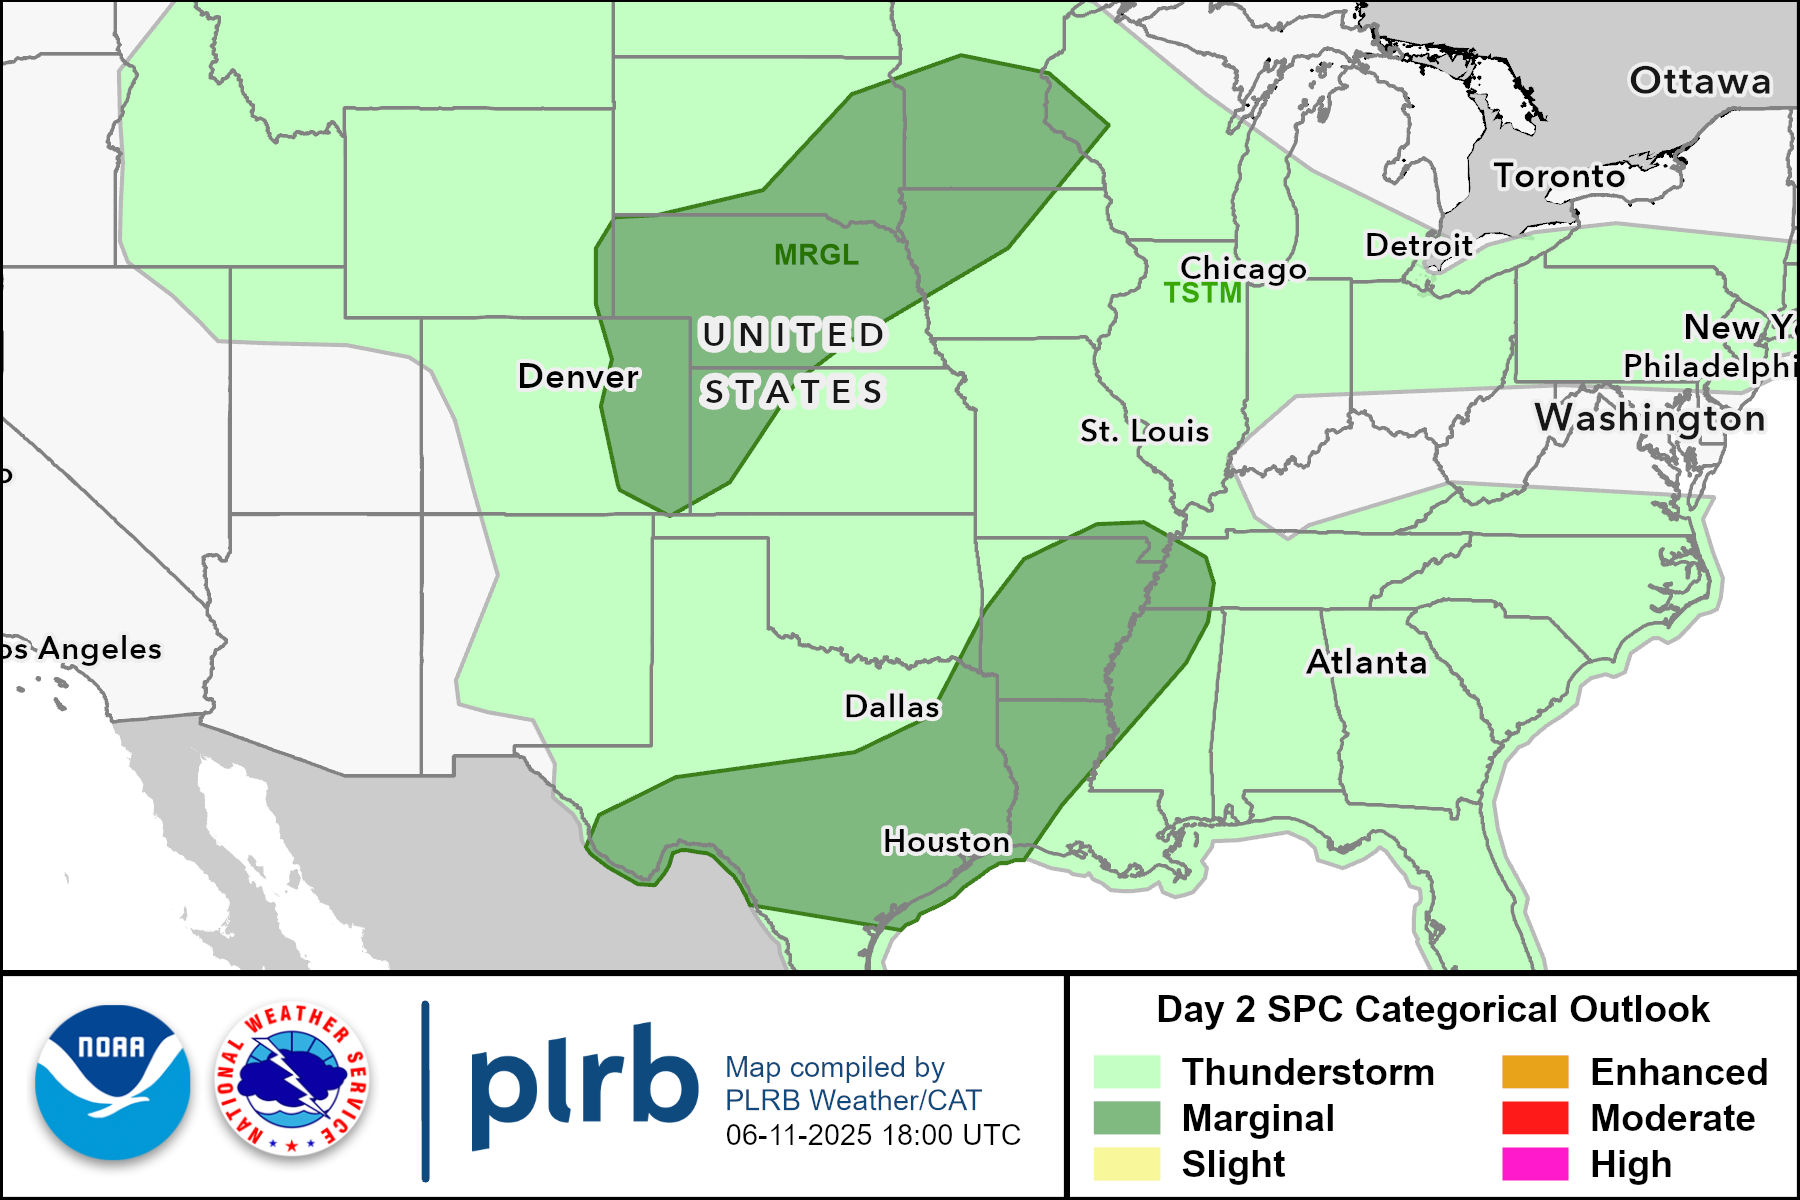 Ottawa
Toronto
Detroit
MRGL
Chicago
TSTM
New Yo
UNITED
Philadelphi
Denver
STATES
Washington
St. Louis
o
os Angeles
Atlanta
Dallas
Houston
NOAA
NATIONAL WEATHER SERVICE
plrb
Map compiled by
PLRB Weather/CAT
06-11-2025 18:00 UTC
Day 2 SPC Categorical Outlook
Thunderstorm
Marginal
Slight
Enhanced
Moderate
High